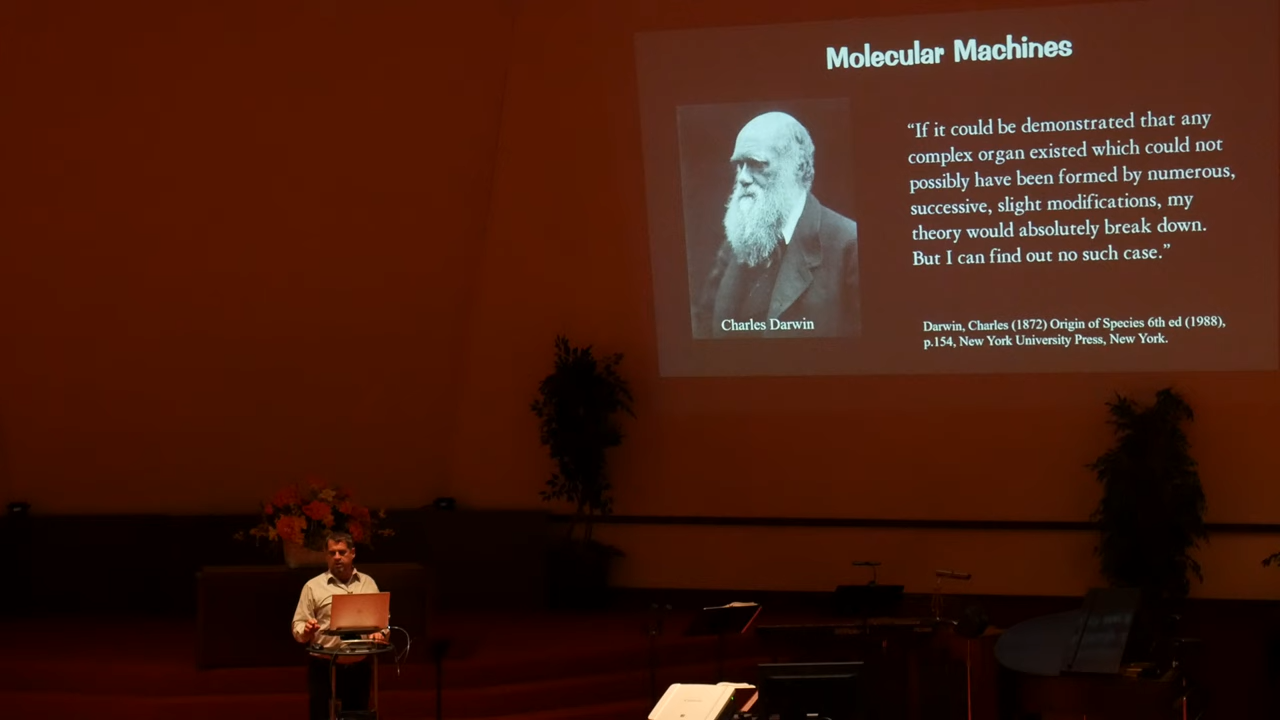 Molecular Machines
“If it could be demonstrated that any
complex organ existed which could not
possibly have been formed by numerous,
successive, slight modifications, my
theory would absolutely break down.
But I can find out no such case.”
Charles Darwin
Darwin, Charles (1872) Origin of Species 6th ed (1988),
p.154, New York University Press, New York.